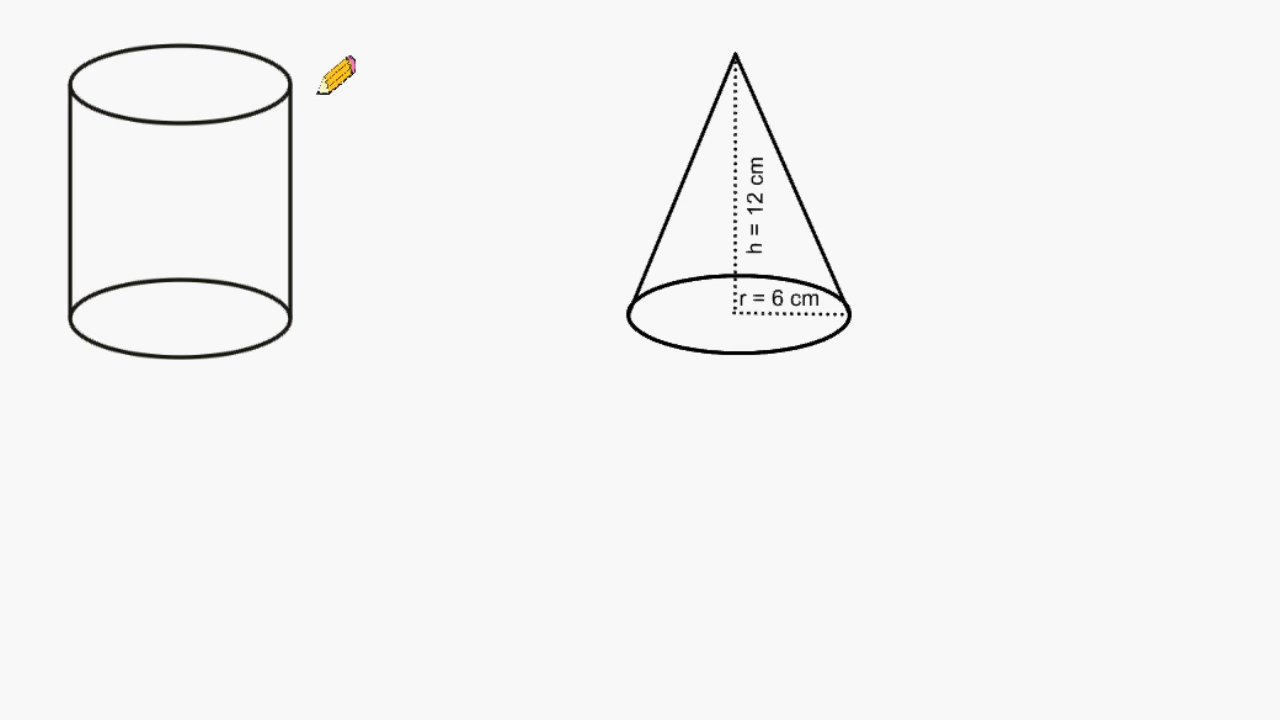 h = 12 cm
r = 6 cm